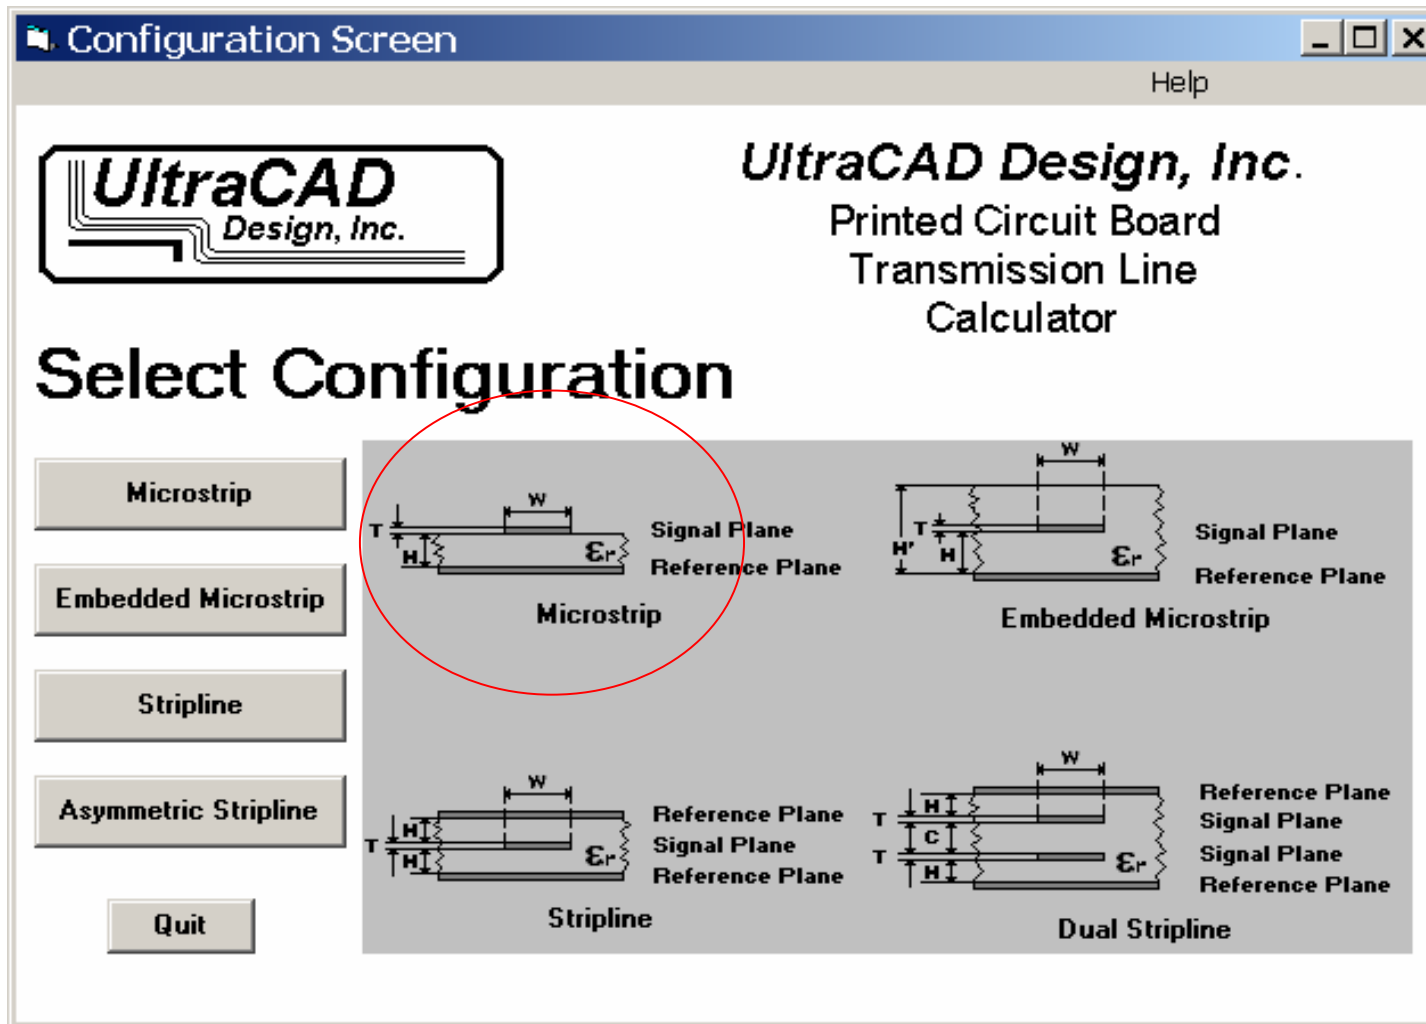 Configuration Screen
Help
UltraCAD
Design, Inc.
UltraCAD Design, Inc.
Printed Circuit Board
Transmission Line
Calculator
Select Configuration
Microstrip
Embedded Microstrip
Stripline
Asymmetric Stripline
Quit
W
T
H
εr
Signal Plane
Reference Plane
Microstrip
W
T
H'
H
εr
Signal Plane
Reference Plane
Embedded Microstrip
W
H
T
H
εr
Reference Plane
Signal Plane
Reference Plane
Stripline
W
T
H
C
T
H
εr
Reference Plane
Signal Plane
Signal Plane
Reference Plane
Dual Stripline